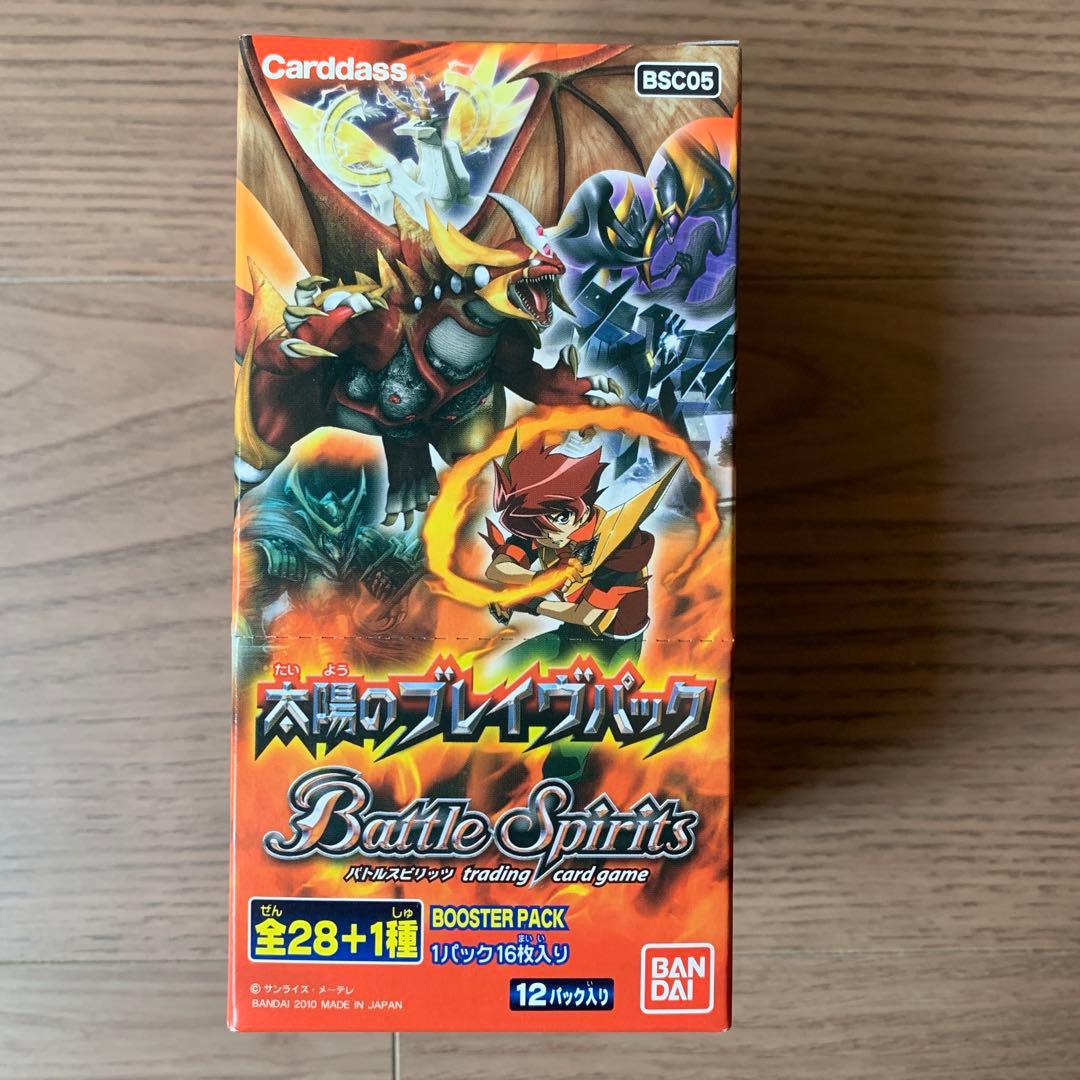 Carddass®
BSC05
たいよう
太陽のブレイヴパック
Battle Spirits
バトルスピリッツ trading card game
ぜん しゅ
全28+1種
BOOSTER PACK
まいい
1パック16枚入り
い
12パック入り
BAN
DAI
© サンライズ・メ〜テレ
BANDAI 2010 MADE IN JAPAN